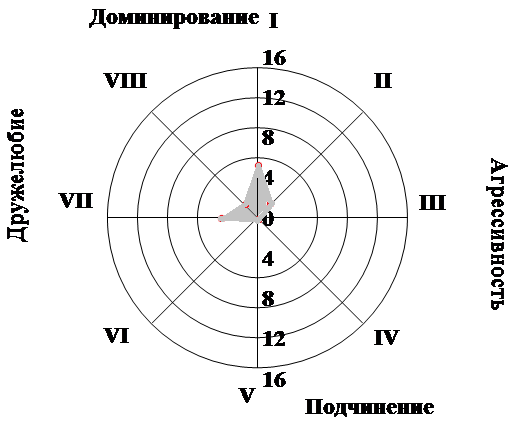 Доминирование I
16
VIII
II
12
8
Дружелюбие
4
VII
III
0
Агрессивность
4
8
VI
IV
12
16
V
Подчинение